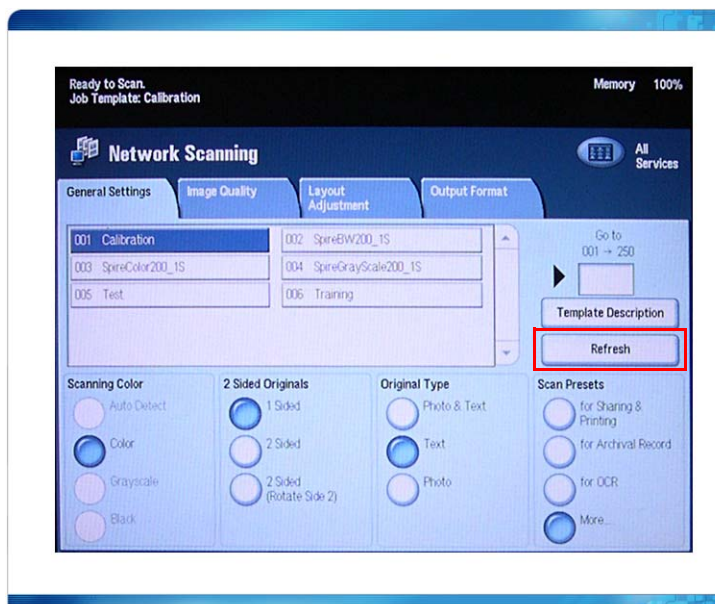 Ready to Scan.
Job Template: Calibration
Memory 100%
Network Scanning
All
Services
General Settings
Image Quality
Layout
Adjustment
Output Format
001 Calibration
002 SpireBW200_1S
003 SpireColor200_1S
004 SpireGrayScale200_1S
005 Test
006 Training
Go to
001 → 250
Template Description
Refresh
Scanning Color
Auto Detect
Color
Grayscale
Black
2 Sided Originals
1 Sided
2 Sided
2 Sided
(Rotate Side 2)
Original Type
Photo & Text
Text
Photo
Scan Presets
for Sharing &
Printing
for Archival Record
for OCR
More...